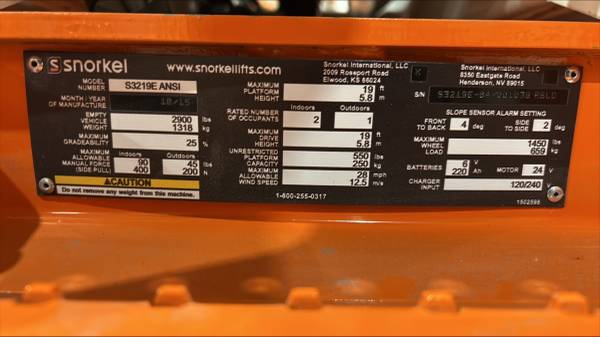 snorkel www.snorkellifts.com
Snorkel International, LLC
2009 Roseport Road
Elwood, KS 66024
X
Snorkel International, LLC
8350 Eastgate Road
Henderson, NV 89015
MODEL NUMBER S3219E ANSI
MONTH / YEAR OF MANUFACTURE 10/15
EMPTY VEHICLE WEIGHT 2900 lbs
1318 kg
MAXIMUM GRADEABILITY 25 %
Indoors Outdoors
MAXIMUM ALLOWABLE MANUAL FORCE (SIDE PULL) 90 45 lbs
400 200 N
⚠CAUTION
Do not remove any weight from this machine.
MAXIMUM PLATFORM HEIGHT 19 ft
5.8 m
Indoors Outdoors
RATED NUMBER OF OCCUPANTS 2 1
MAXIMUM DRIVE HEIGHT 19 ft
5.8 m
UNRESTRICTED PLATFORM CAPACITY 550 lbs
250 kg
MAXIMUM ALLOWABLE WIND SPEED 28 mph
12.5 m/s
1-800-255-0317
S/N
SLOPE SENSOR ALARM SETTING
FRONT TO BACK 4 deg SIDE TO SIDE 2 deg
MAXIMUM WHEEL LOAD 1450 lbs
659 kg
BATTERIES 6 V
220 Ah
MOTOR 24 V
CHARGER INPUT 120/240 V
1502595